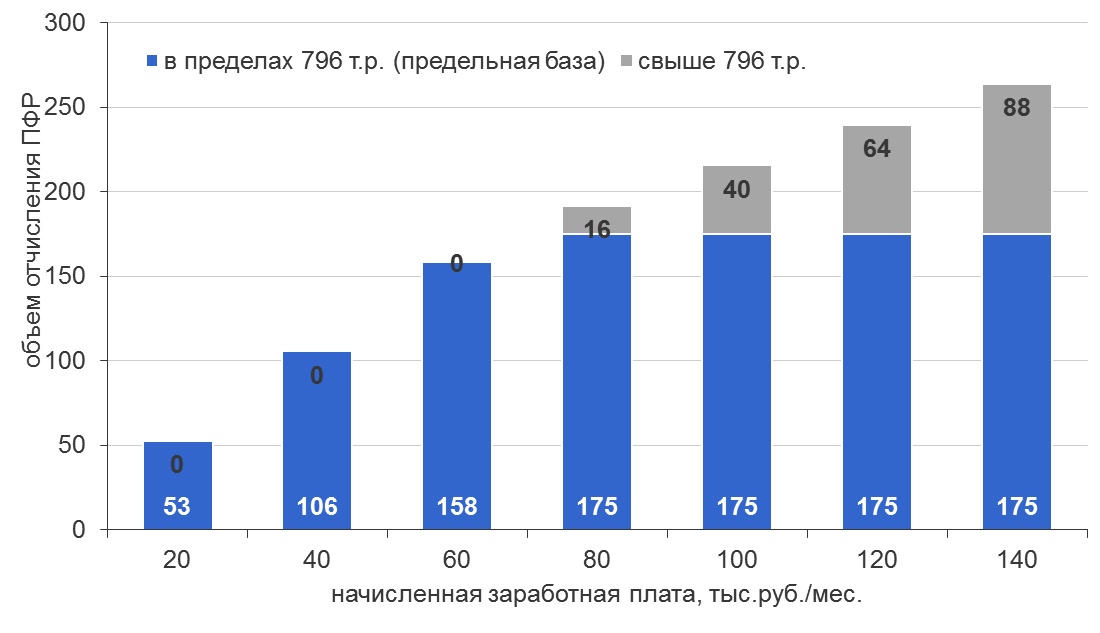 300
250
200
150
100
50
0
объем отчисления ПФР
в пределах 796 т.р. (предельная база) свыше 796 т.р.
0 0 0 16 40 64 88
53 106 158 175 175 175 175
20 40 60 80 100 120 140
начисленная заработная плата, тыс.руб./мес.